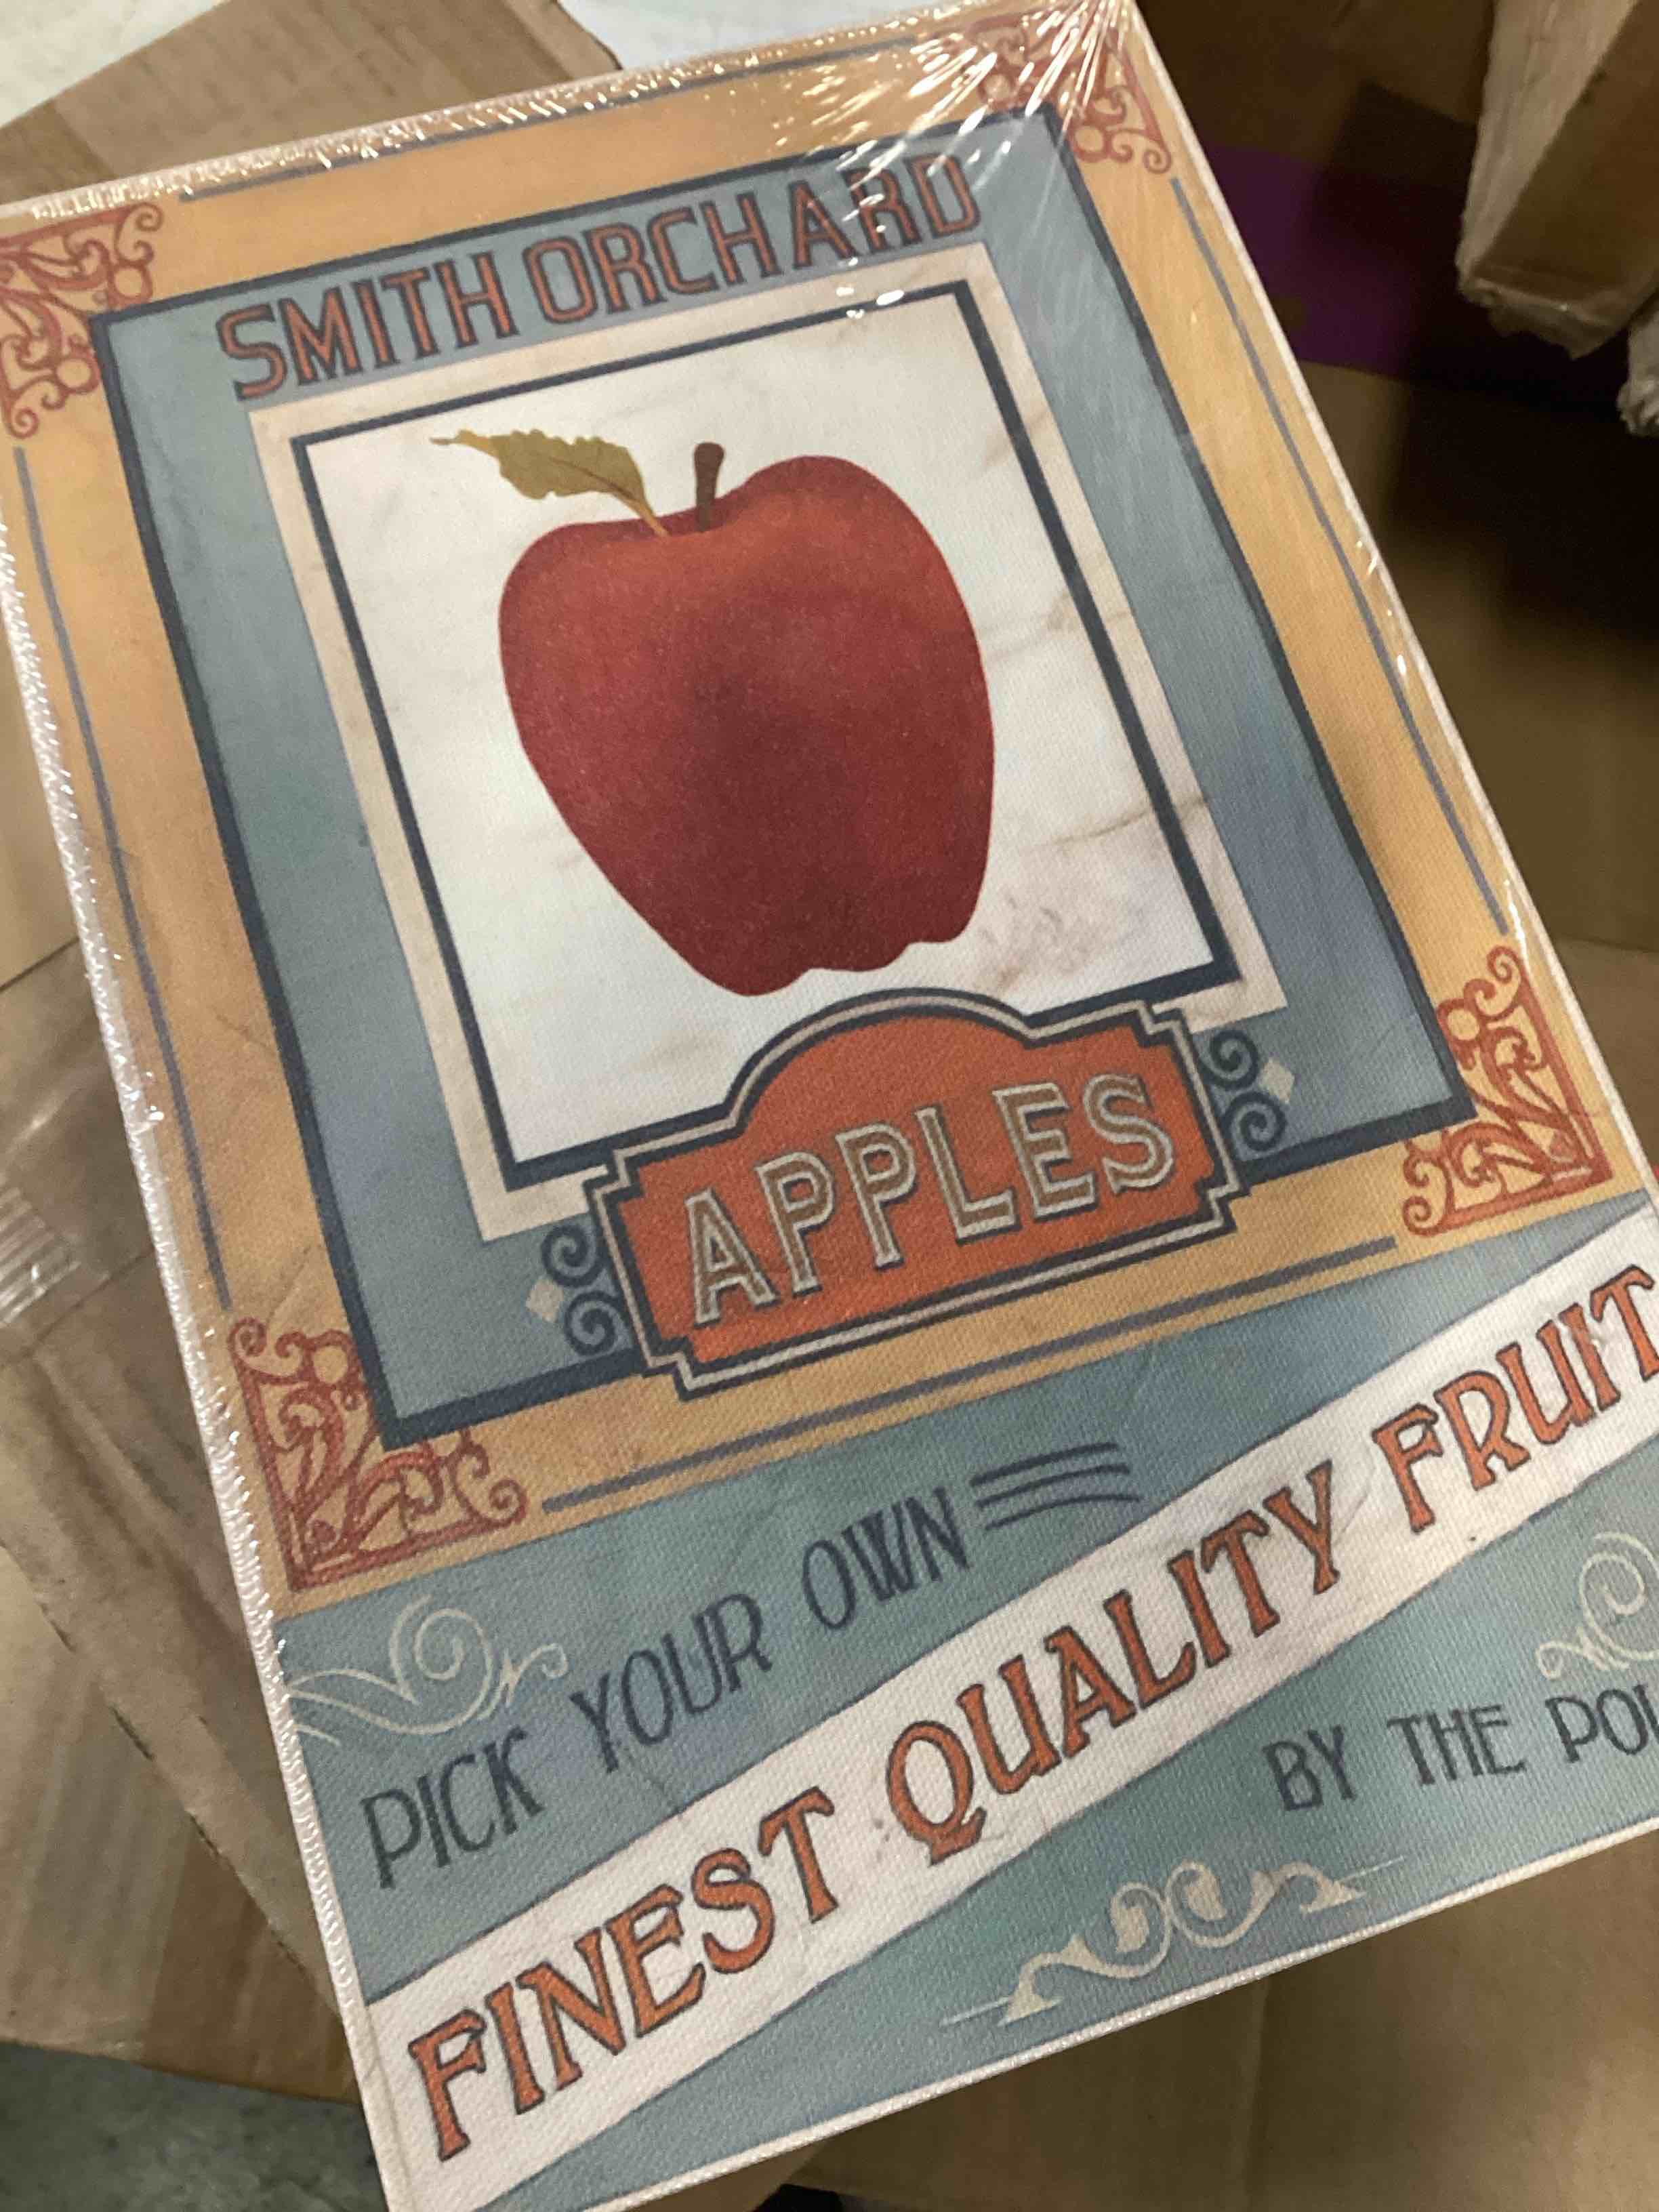 SMITH ORCHARD
APPLES
PICK YOUR OWN
FINEST QUALITY FRUIT
BY THE